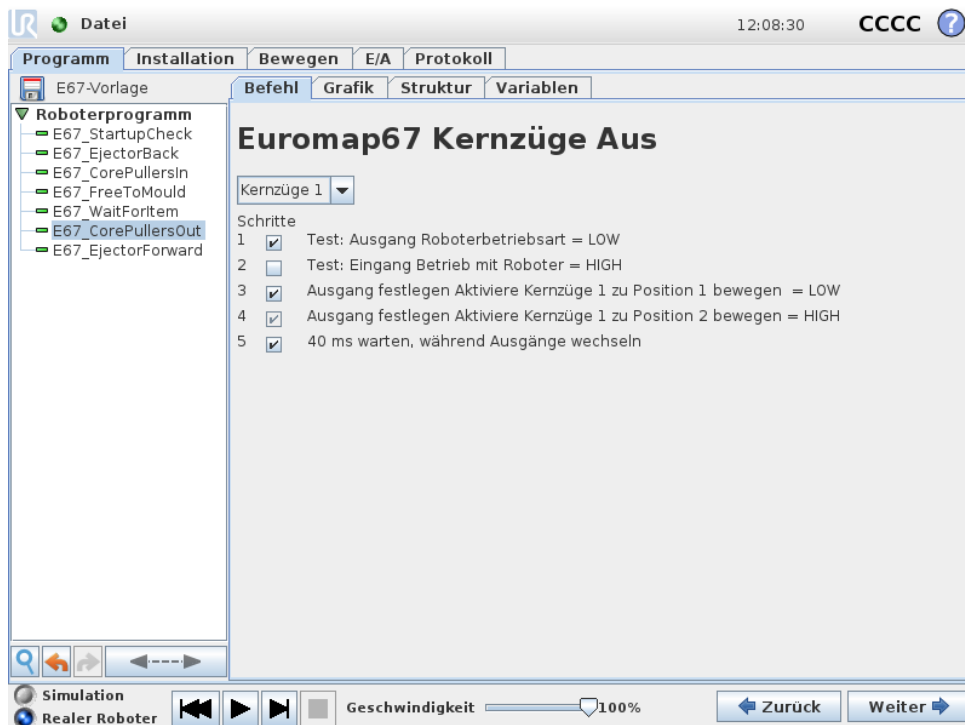 UR Datei 12:08:30 CCCC ?
Programm Installation Bewegen E/A Protokoll
E67-Vorlage
Befehl Grafik Struktur Variablen
Roboterprogramm
E67_StartupCheck
E67_EjectorBack
E67_CorePullersIn
E67_FreeToMould
E67_WaitForItem
E67_CorePullersOut
E67_EjectorForward
Euromap67 Kernzüge Aus
Kernzüge 1
Schritte
1 Test: Ausgang Roboterbetriebsart = LOW
2 Test: Eingang Betrieb mit Roboter = HIGH
3 Ausgang festlegen Aktiviere Kernzüge 1 zu Position 1 bewegen = LOW
4 Ausgang festlegen Aktiviere Kernzüge 1 zu Position 2 bewegen = HIGH
5 40 ms warten, während Ausgänge wechseln
Simulation
Realer Roboter
Geschwindigkeit 100%
Zurück
Weiter